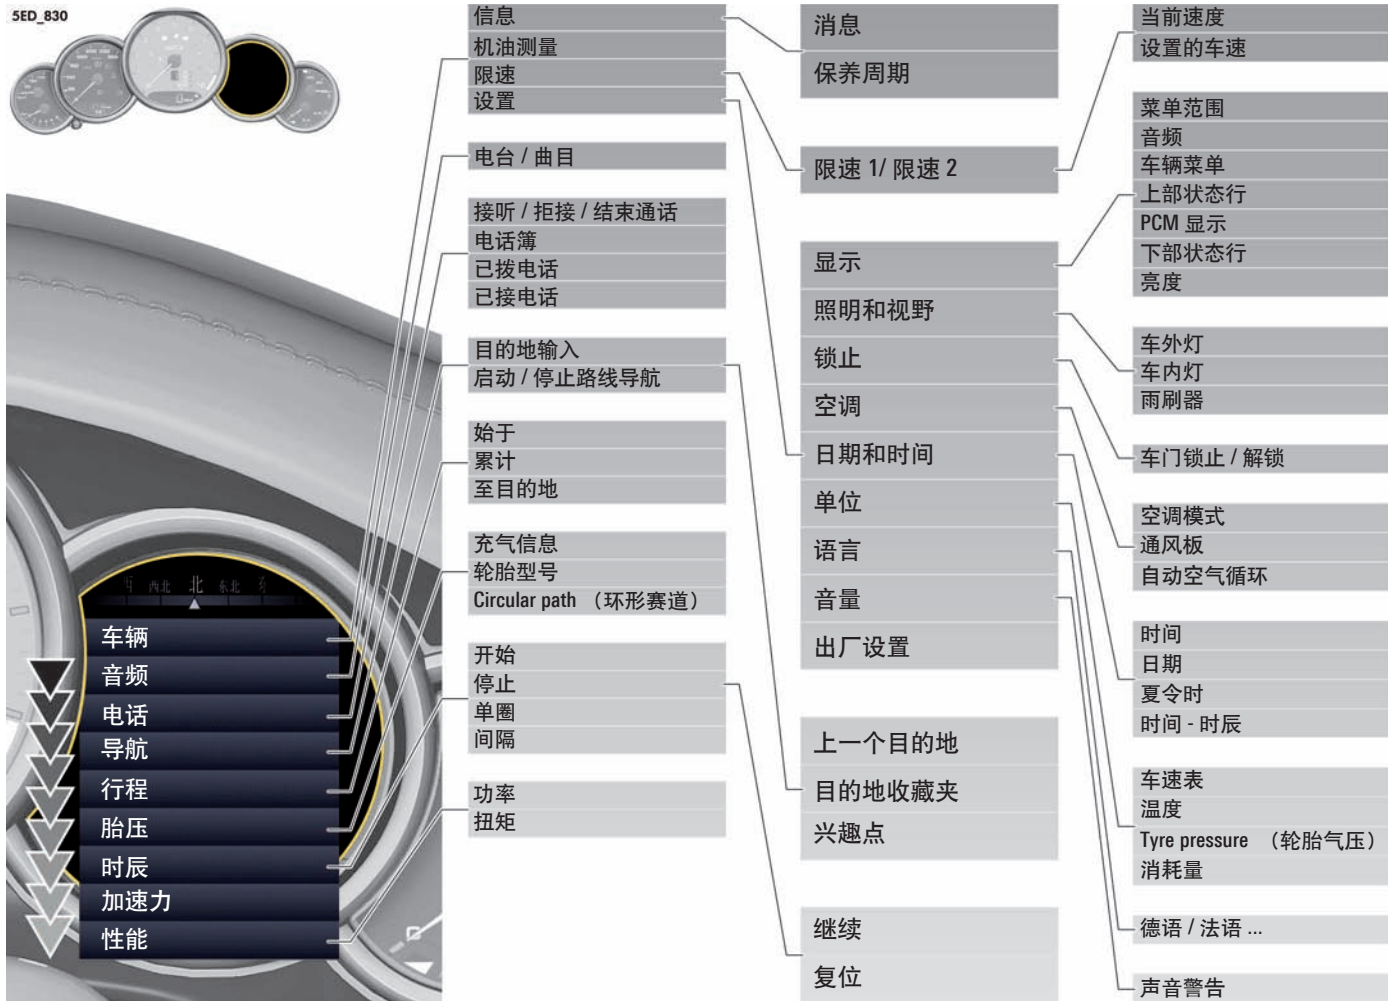 5ED_830
信息
机油测量
限速
设置
电台 / 曲目
接听 / 拒接 / 结束通话
电话簿
已拨电话
已接电话
目的地输入
启动 / 停止路线导航
始于
累计
至目的地
充气信息
轮胎型号
Circular path （环形赛道）
开始
停止
单圈
间隔
功率
扭矩
消息
保养周期
限速 1/ 限速 2
显示
照明和视野
锁止
空调
日期和时间
单位
语言
音量
出厂设置
上一个目的地
目的地收藏夹
兴趣点
继续
复位
当前速度
设置的车速
菜单范围
音频
车辆菜单
上部状态行
PCM 显示
下部状态行
亮度
车外灯
车内灯
雨刷器
车门锁止 / 解锁
空调模式
通风板
自动空气循环
时间
日期
夏令时
时间 - 时辰
车速表
温度
Tyre pressure （轮胎气压）
消耗量
德语 / 法语 ...
声音警告
西北 北 东北
车辆
音频
电话
导航
行程
胎压
时辰
加速力
性能